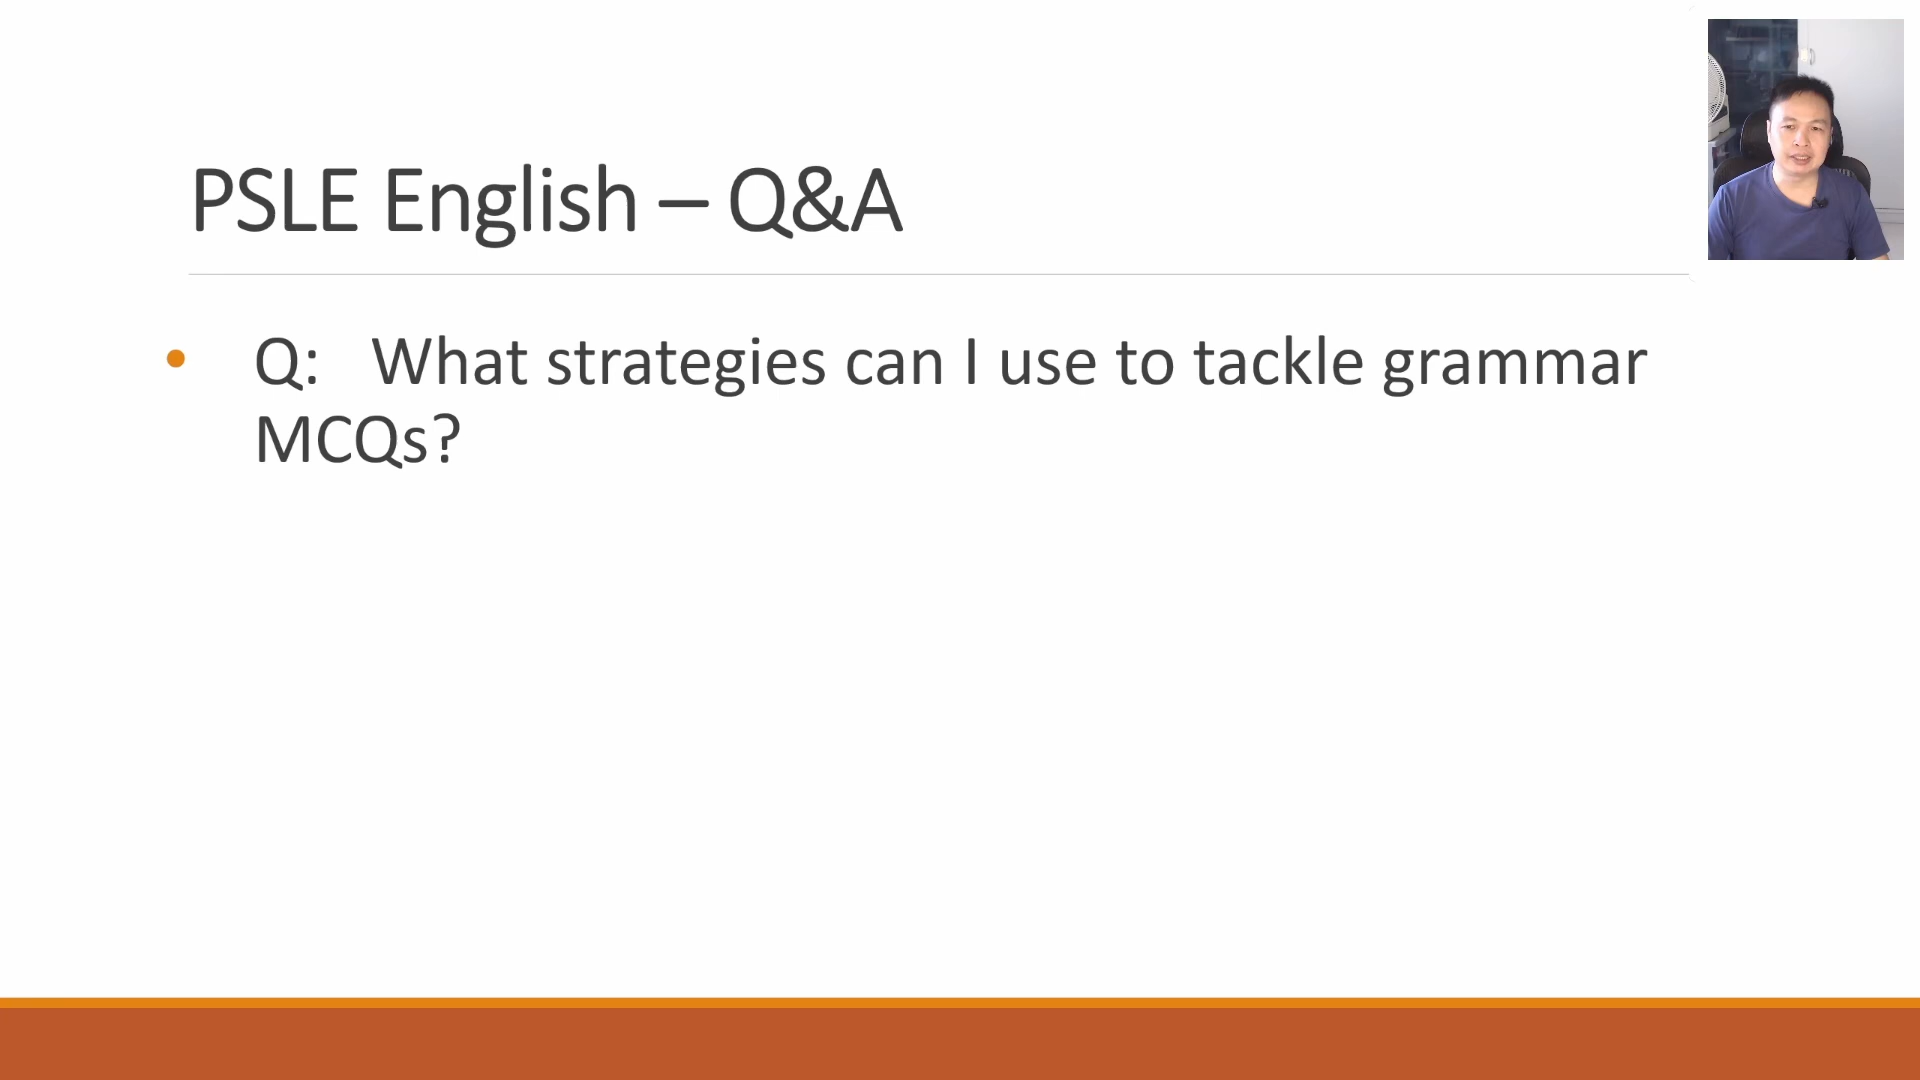 PSLE English – Q&A
• Q: What strategies can I use to tackle grammar
MCQs?